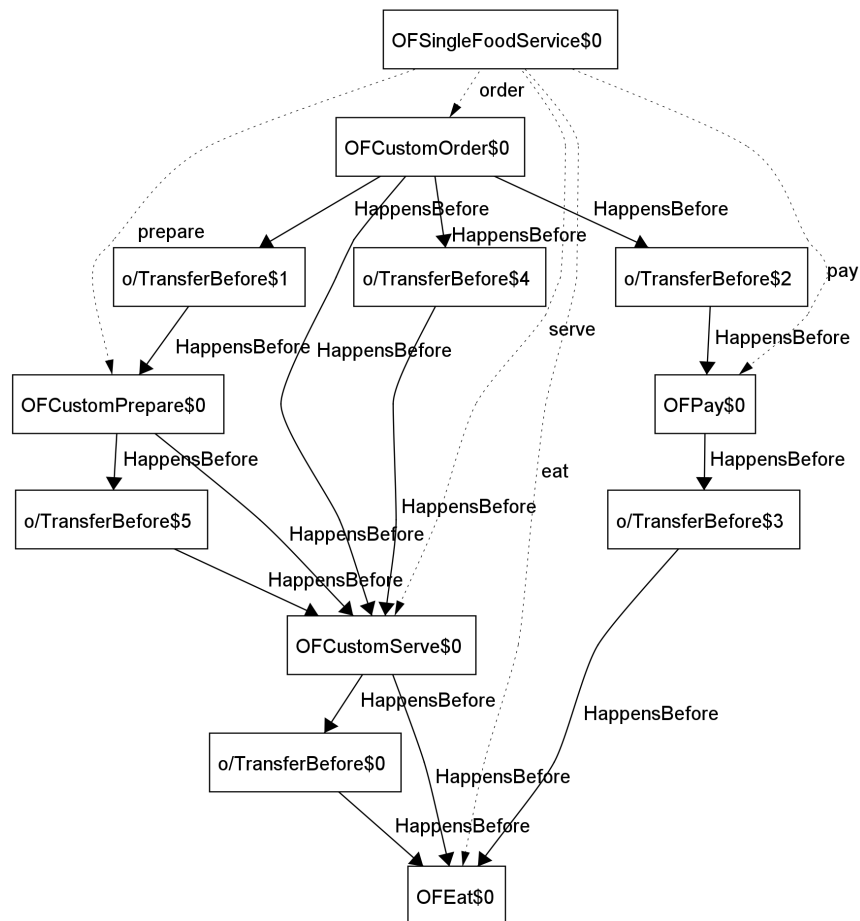 OFSingleFoodService$0
order
OFCustomOrder$0
HappensBefore
HappensBefore
prepare
HappensBefore
o/TransferBefore$1
o/TransferBefore$4
o/TransferBefore$2
pay
serve
HappensBefore
HappensBefore
HappensBefore
OFCustomPrepare$0
OFPay$0
HappensBefore
eat
HappensBefore
HappensBefore
o/TransferBefore$5
o/TransferBefore$3
HappensBefore
HappensBefore
OFCustomServe$0
HappensBefore
HappensBefore
o/TransferBefore$0
HappensBefore
HappensBefore
OFEat$0